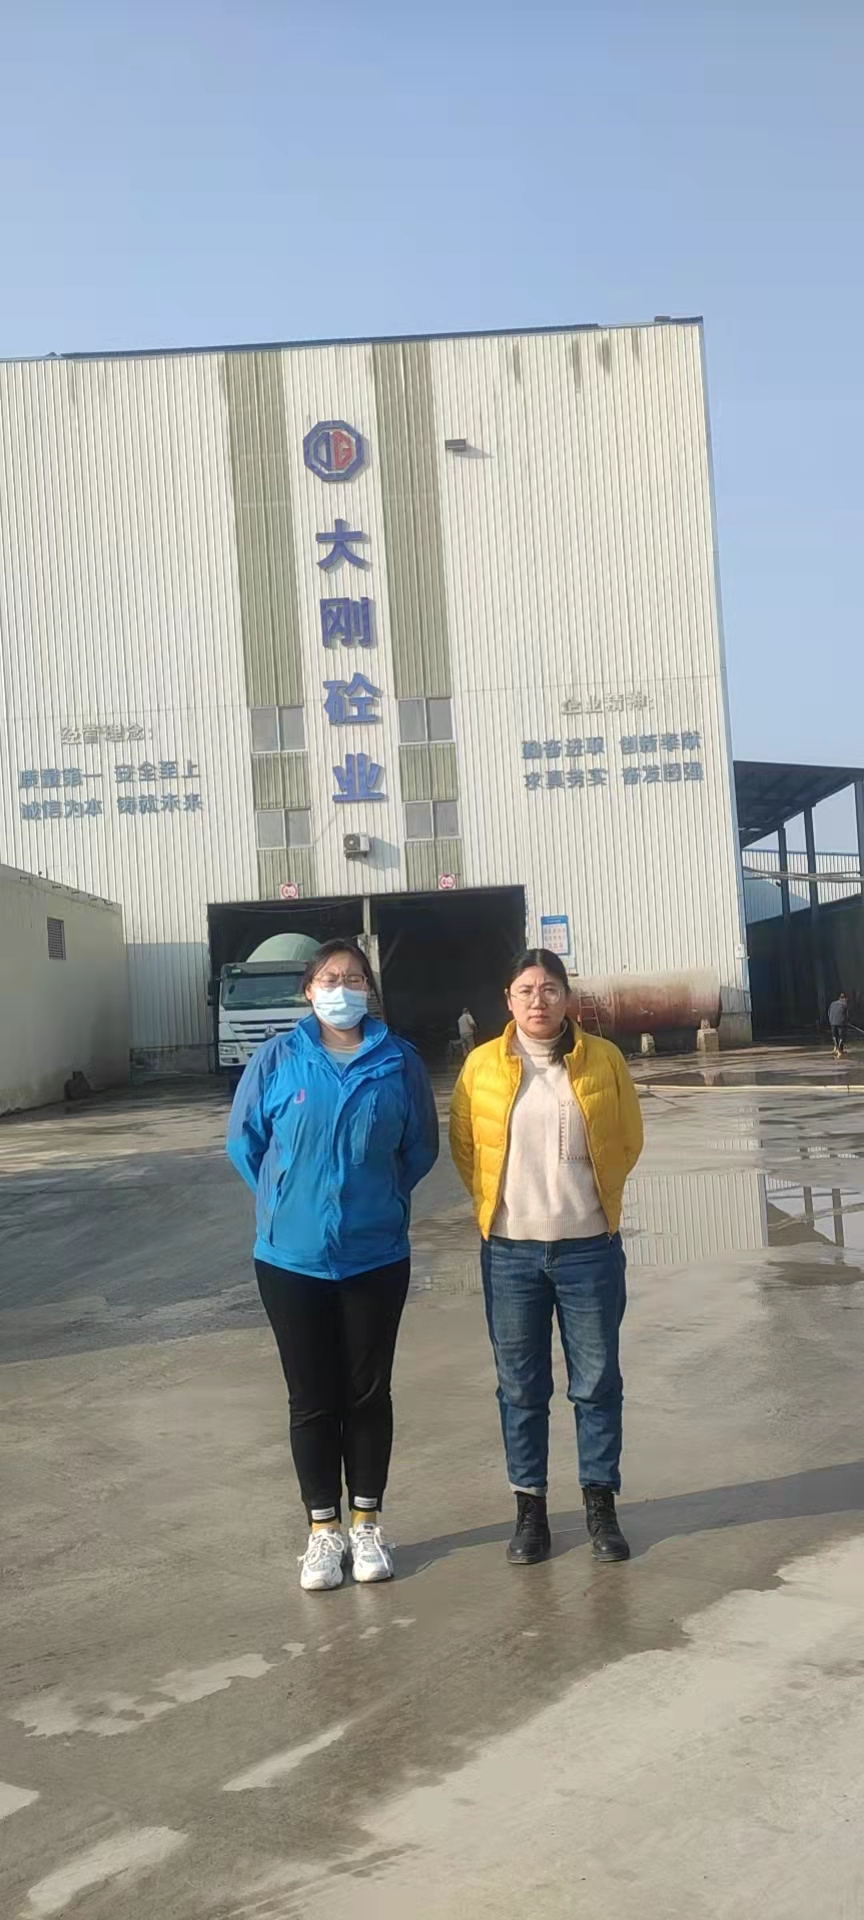 DG
大刚砼业
经营理念：
质量第一 安全至上
诚信为本 铸就未来
企业精神：
勤奋进取 创新奉献
求真务实 奋发图强